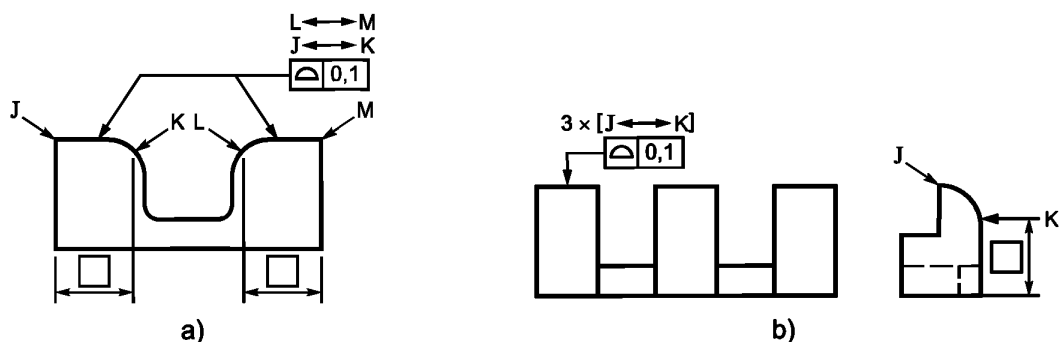 L ⟷ M
J ⟷ K
⌓ 0,1
J
K L
M
a)
3 × [J ⟷ K]
⌓ 0,1
J
K
b)